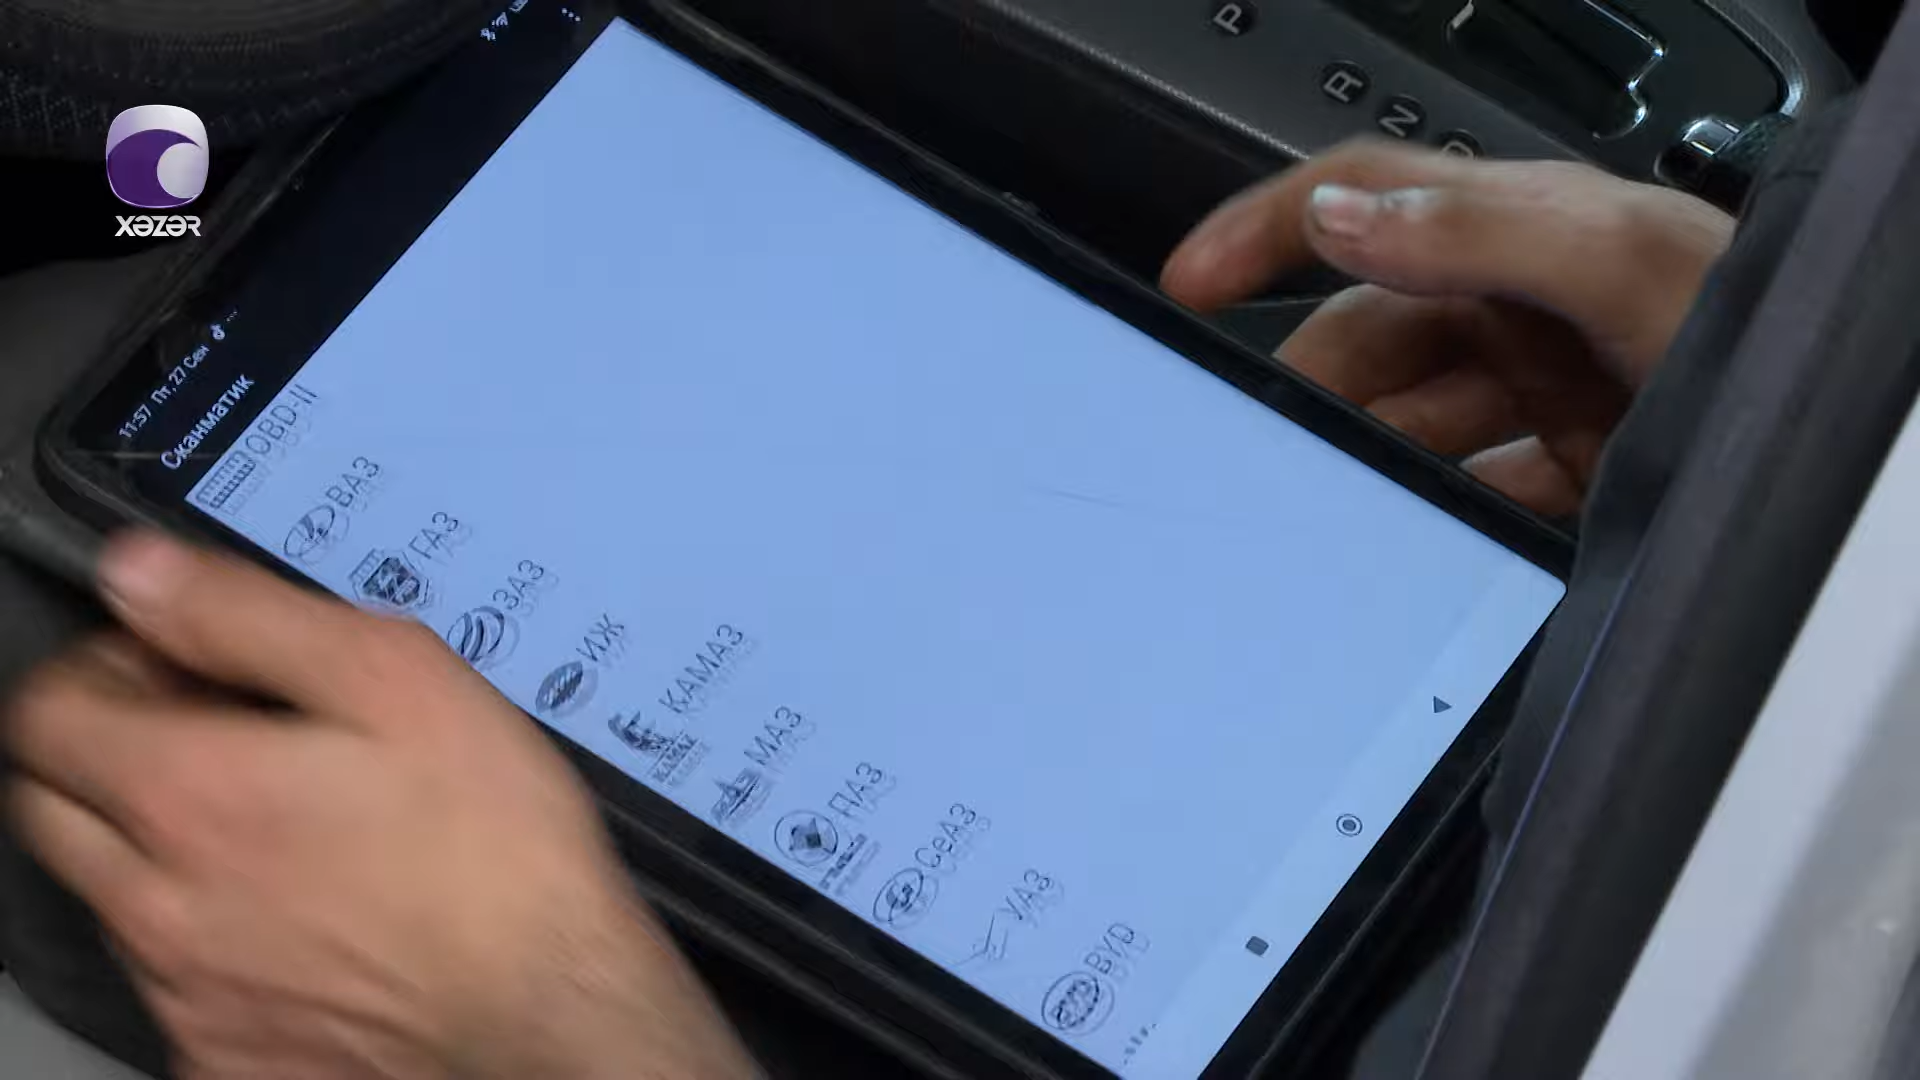 XƏZƏR
P
R
N
D
11:57 Пт, 27 Сен
Сканматик
OBD-II
ВАЗ
ГАЗ
ЗАЗ
ИЖ
КАМАЗ
KAMAZ
МАЗ
ПАЗ
СеАЗ
УАЗ
BYD